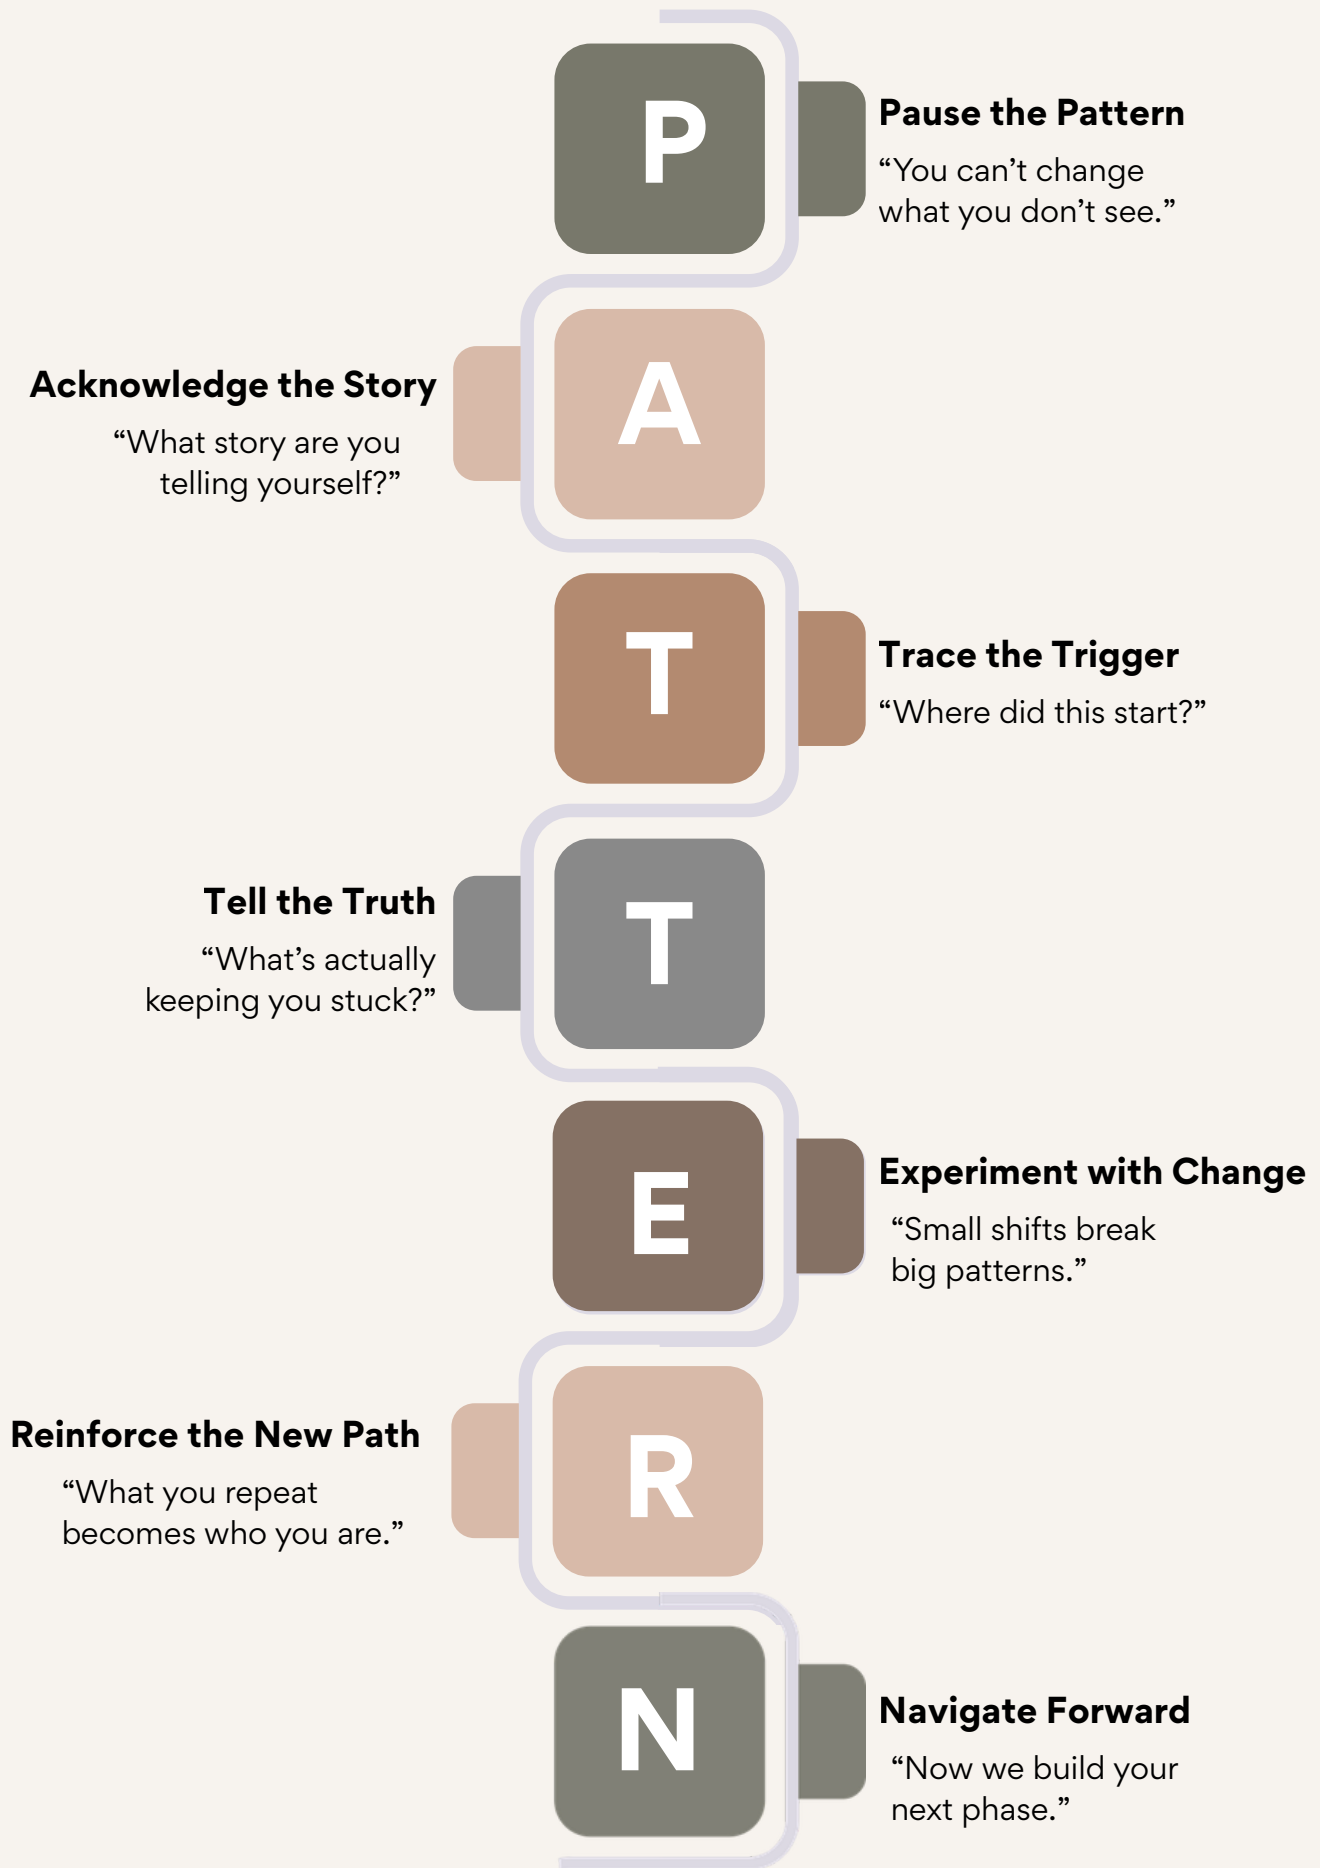 P
Pause the Pattern
“You can’t change
what you don’t see.”
A
Acknowledge the Story
“What story are you
telling yourself?”
T
Trace the Trigger
“Where did this start?”
T
Tell the Truth
“What’s actually
keeping you stuck?”
E
Experiment with Change
“Small shifts break
big patterns.”
R
Reinforce the New Path
“What you repeat
becomes who you are.”
N
Navigate Forward
“Now we build your
next phase.”